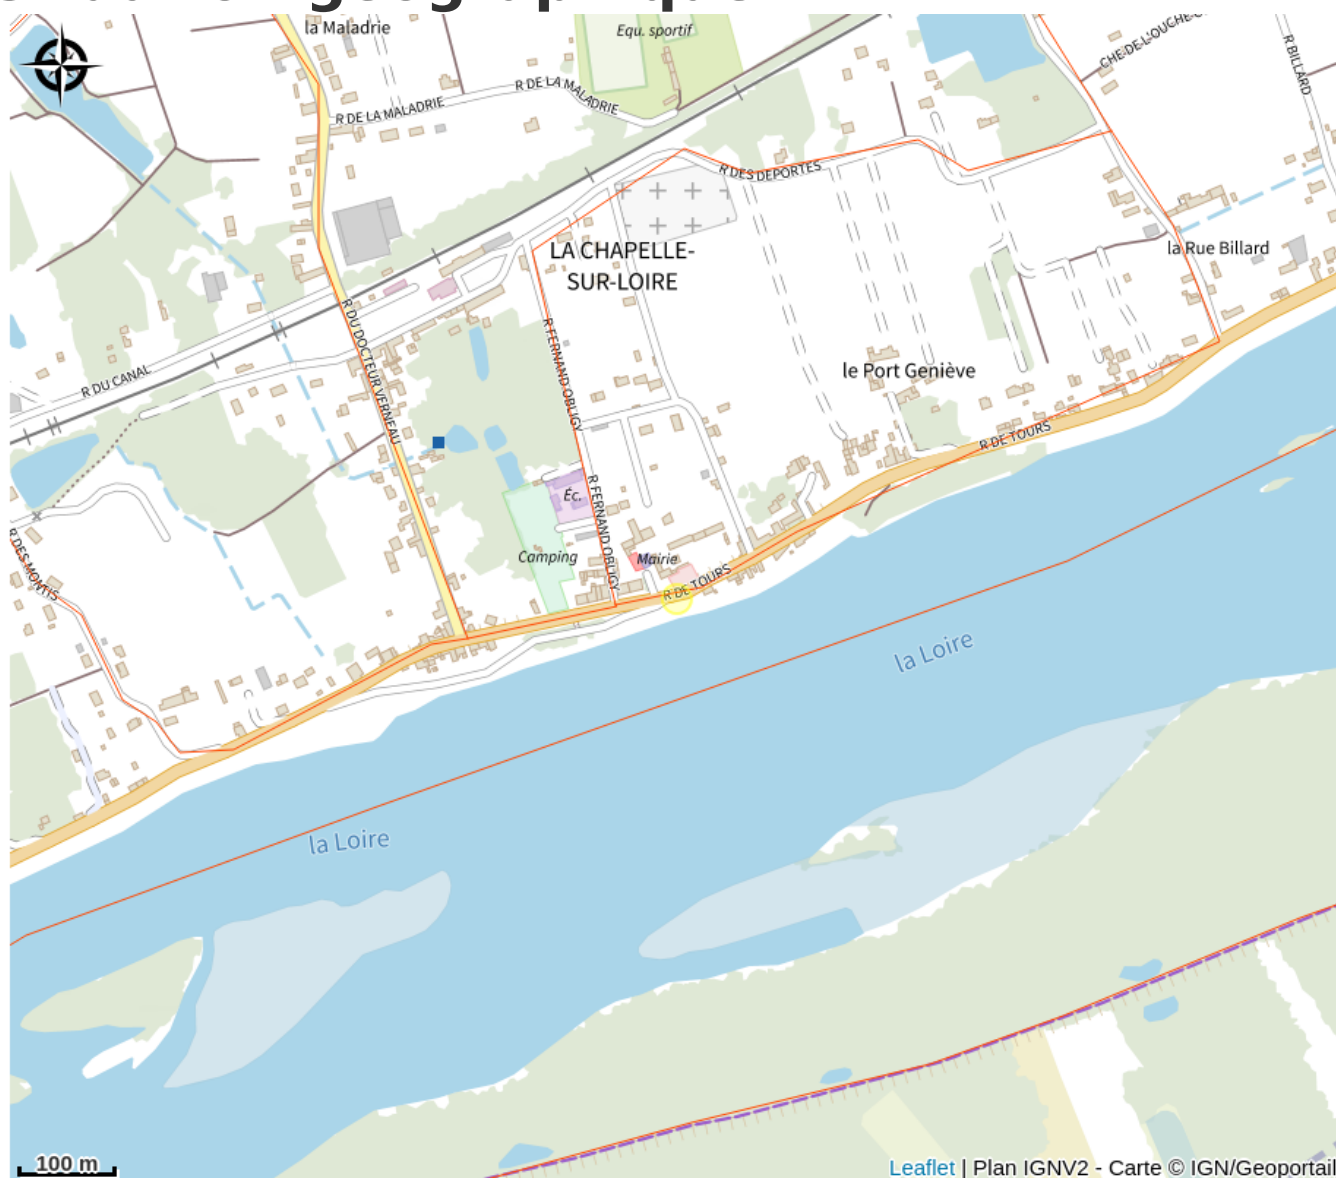 la Maladrie
Equ. sportif
CHE-DE-L'OUCHE-
R BILLARD
R DE LA MALADRIE
R DE LA MALADRIE
R DES DEPORTES
LA CHAPELLE-
SUR-LOIRE
la Rue Billard
R DU DOCTEUR VERNEAU
R FERNAND OBLIGY
R DU CANAL
le Port Geniève
R DE TOURS
R FERNAND OBLIGY
Éc.
Camping
Mairie
R DES MONTIS
R DE TOURS
la Loire
la Loire
100 m
Leaflet | Plan IGNV2 - Carte © IGN/Geoportail